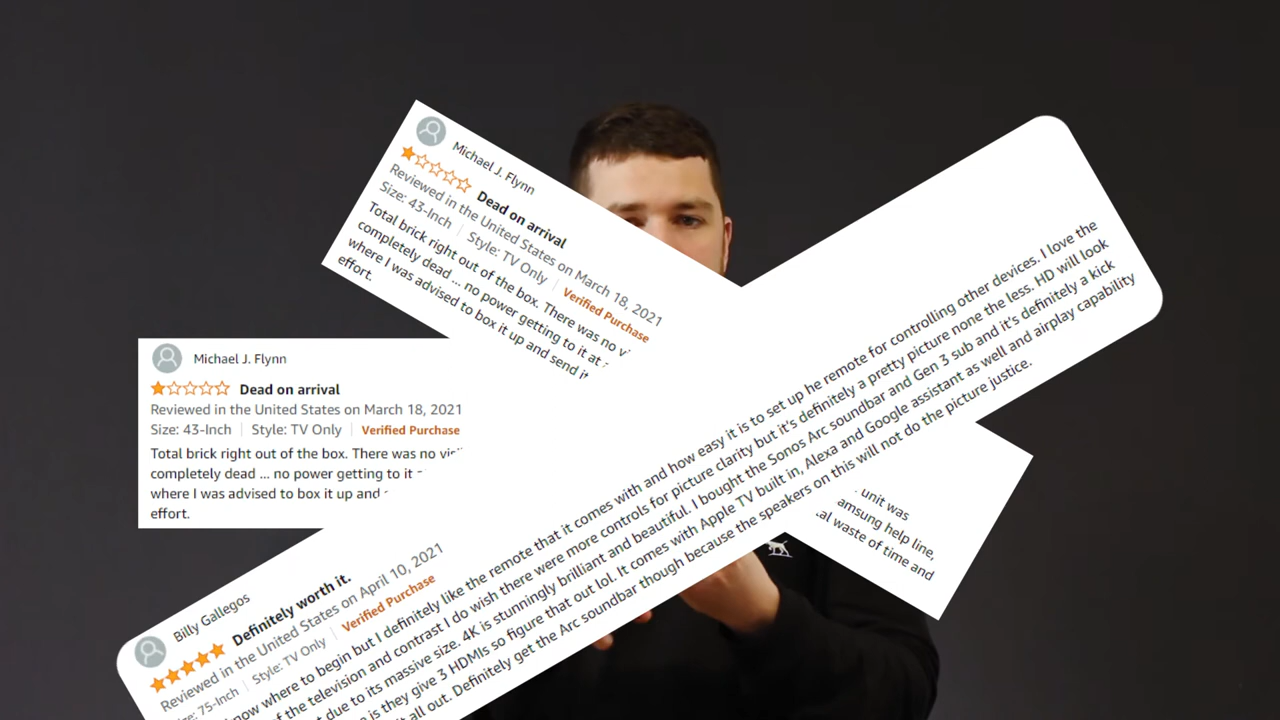 Michael J. Flynn
Dead on arrival
Reviewed in the United States on March 18, 2021
Size: 43-Inch Style: TV Only Verified Purchase
Total brick right out of the box. There was no
completely dead ... no power getting to it at
where I was advised to box it up and send it
effort.
unit was
amsung help line,
waste of time and
Michael J. Flynn
Dead on arrival
Reviewed in the United States on March 18, 2021
Size: 43-Inch Style: TV Only Verified Purchase
Total brick right out of the box. There was no
completely dead ... no power getting to it
where I was advised to box it up and
effort.
Billy Gallegos
Definitely worth it.
Reviewed in the United States on April 10, 2021
75-Inch Style: TV Only Verified Purchase
know where to begin but I definitely like the remote that it comes with and how easy it is to set up he remote for controlling other devices. I love the
of the television and contrast I do wish there were more controls for picture clarity but it's definitely a pretty picture none the less. HD will look
due to its massive size. 4K is stunningly brilliant and beautiful. I bought the Sonos Arc soundbar and Gen 3 sub and it's definitely a kick
is they give 3 HDMIs so figure that out lol. It comes with Apple TV built in, Alexa and Google assistant as well and airplay capability
it all out. Definitely get the Arc soundbar though because the speakers on this will not do the picture justice.